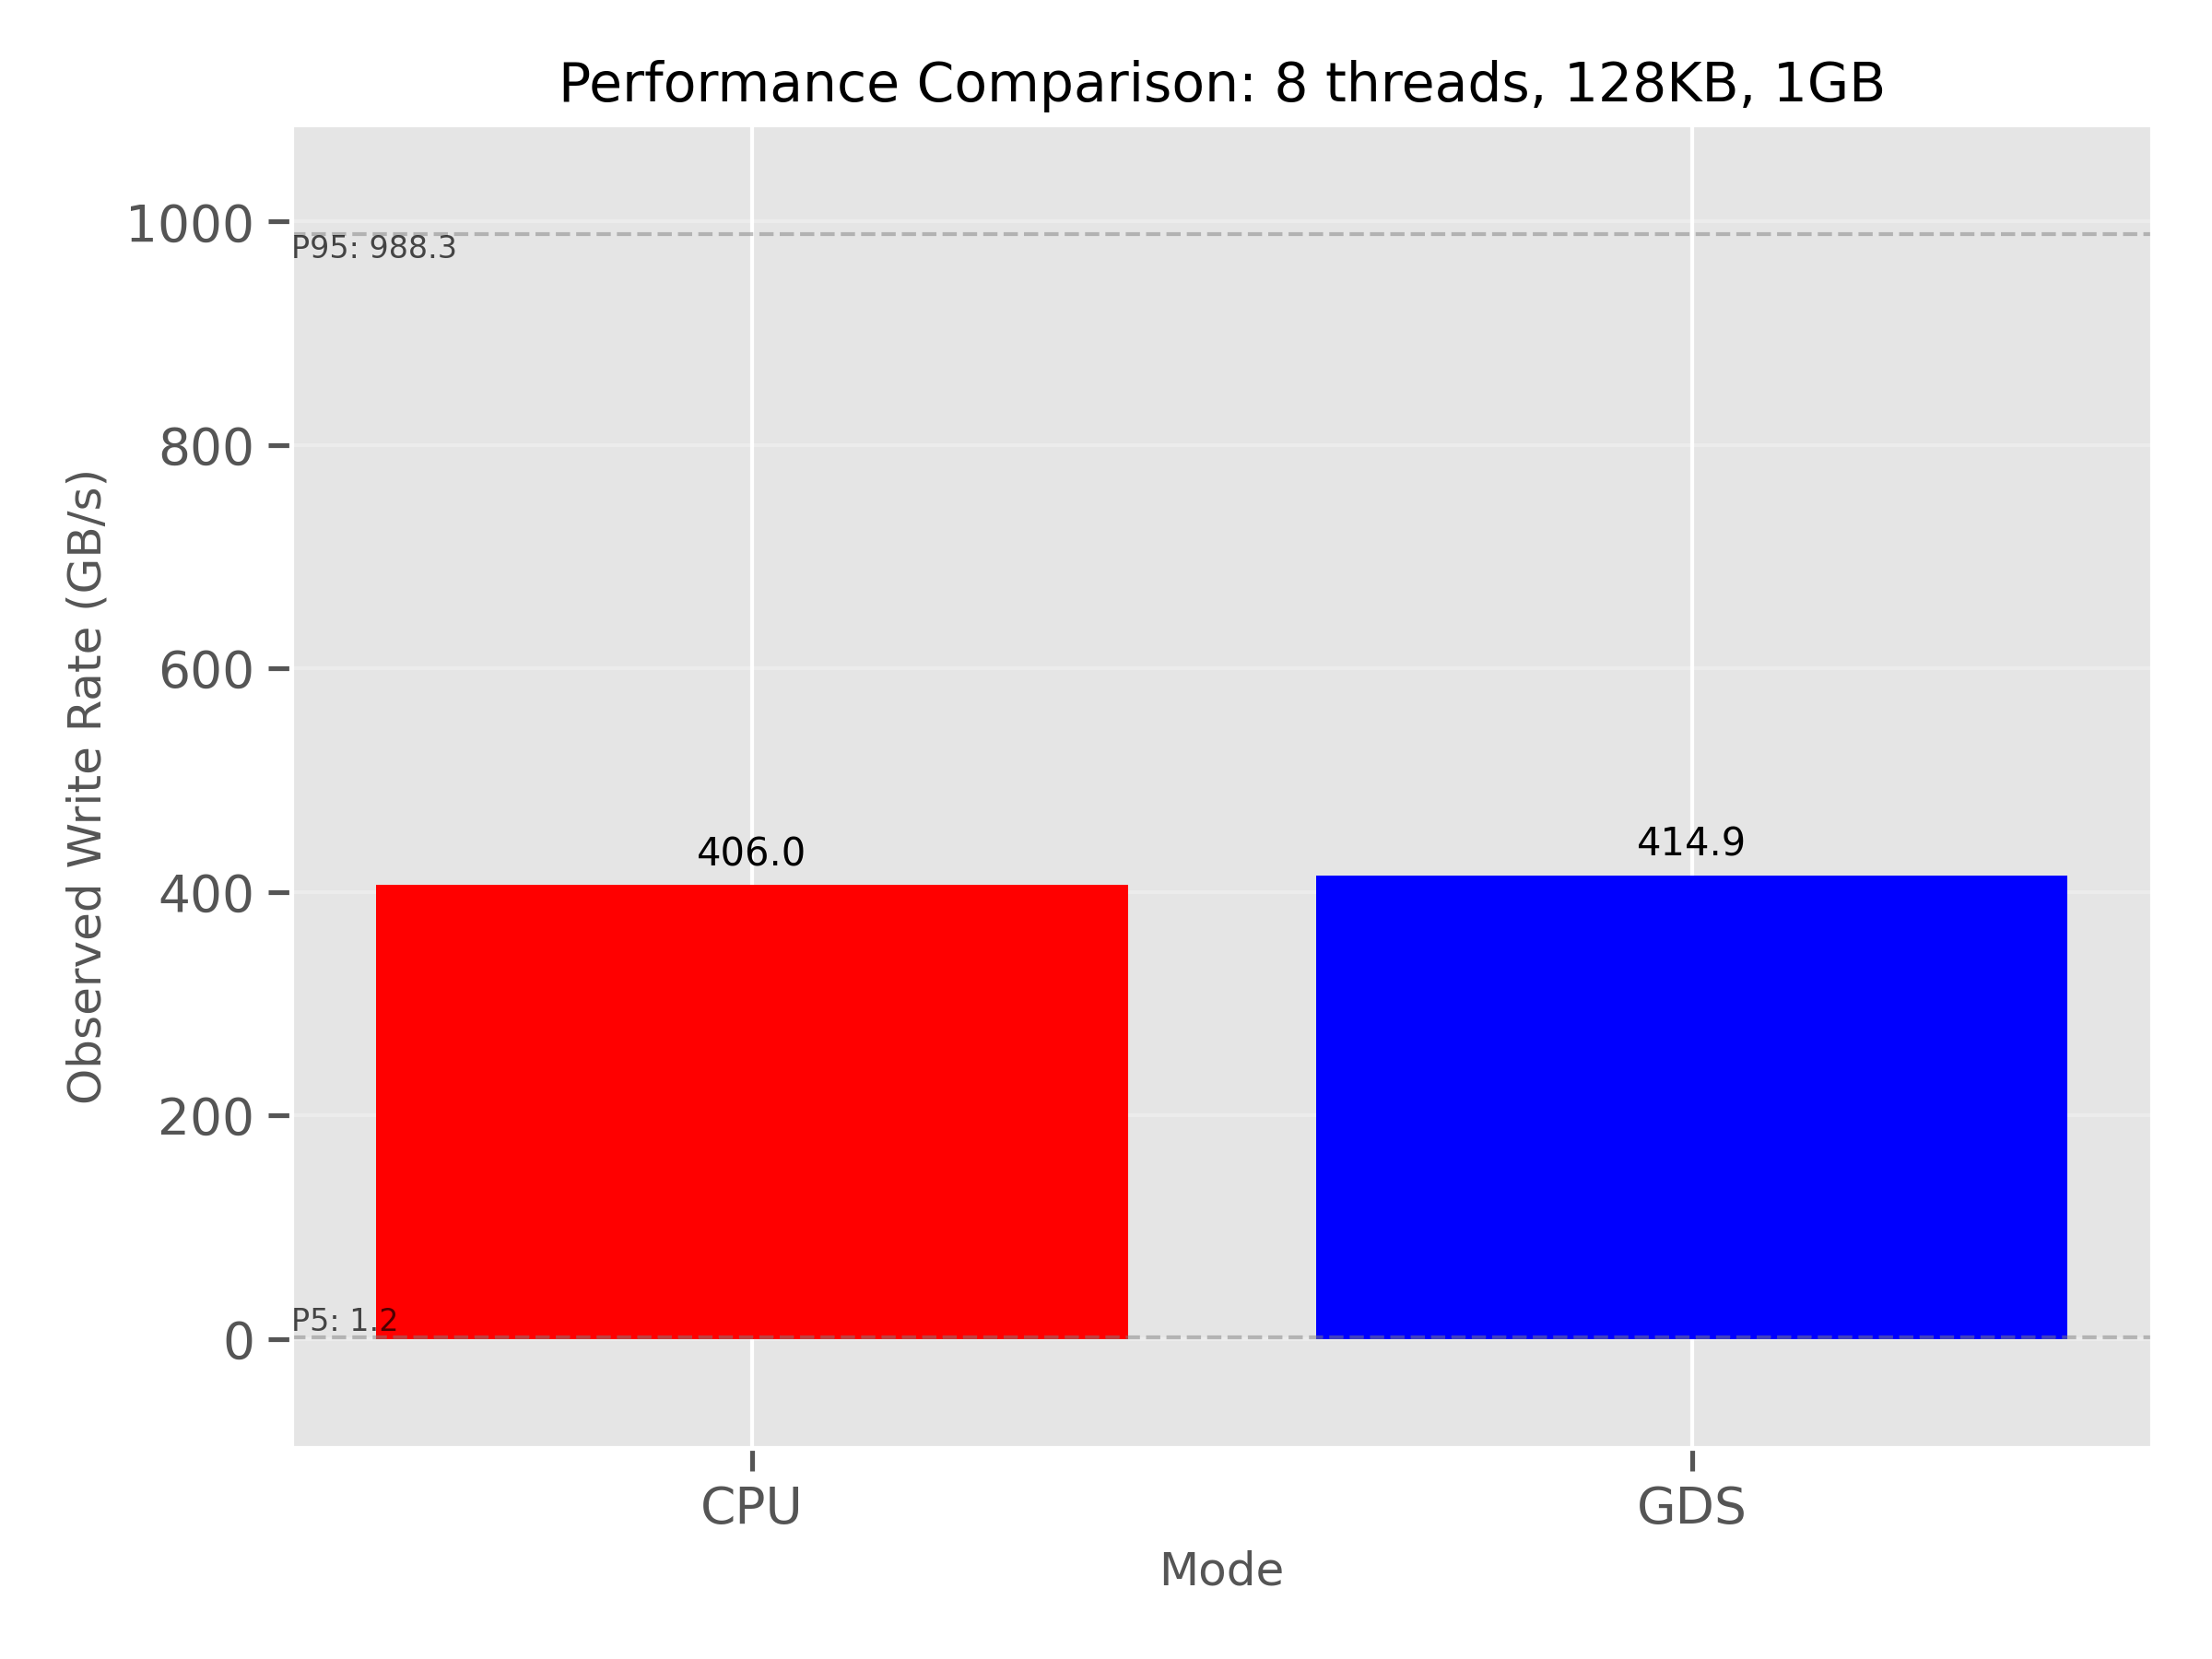 Performance Comparison: 8 threads, 128KB, 1GB
Observed Write Rate (GB/s)
1000
P95: 988.3
800
600
406.0
414.9
400
200
P5: 1.2
0
CPU
GDS
Mode